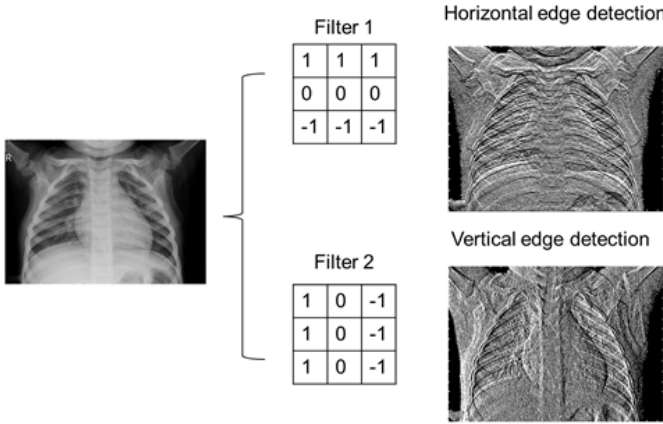 Horizontal edge detection
Filter 1
1 1 1
0 0 0
-1 -1 -1
R
Vertical edge detection
Filter 2
1 0 -1
1 0 -1
1 0 -1